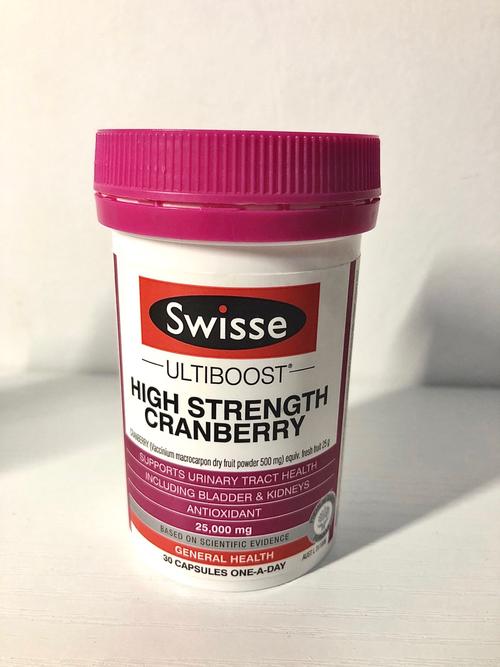 Swisse
ULTIBOOST®
HIGH STRENGTH
CRANBERRY
CRANBERRY (Vaccinium macrocarpon dry fruit powder 500 mg) equiv. fresh fruit 25 g
SUPPORTS URINARY TRACT HEALTH
INCLUDING BLADDER & KIDNEYS
ANTIOXIDANT
25,000 mg
BASED ON SCIENTIFIC EVIDENCE
GENERAL HEALTH
30 CAPSULES ONE-A-DAY